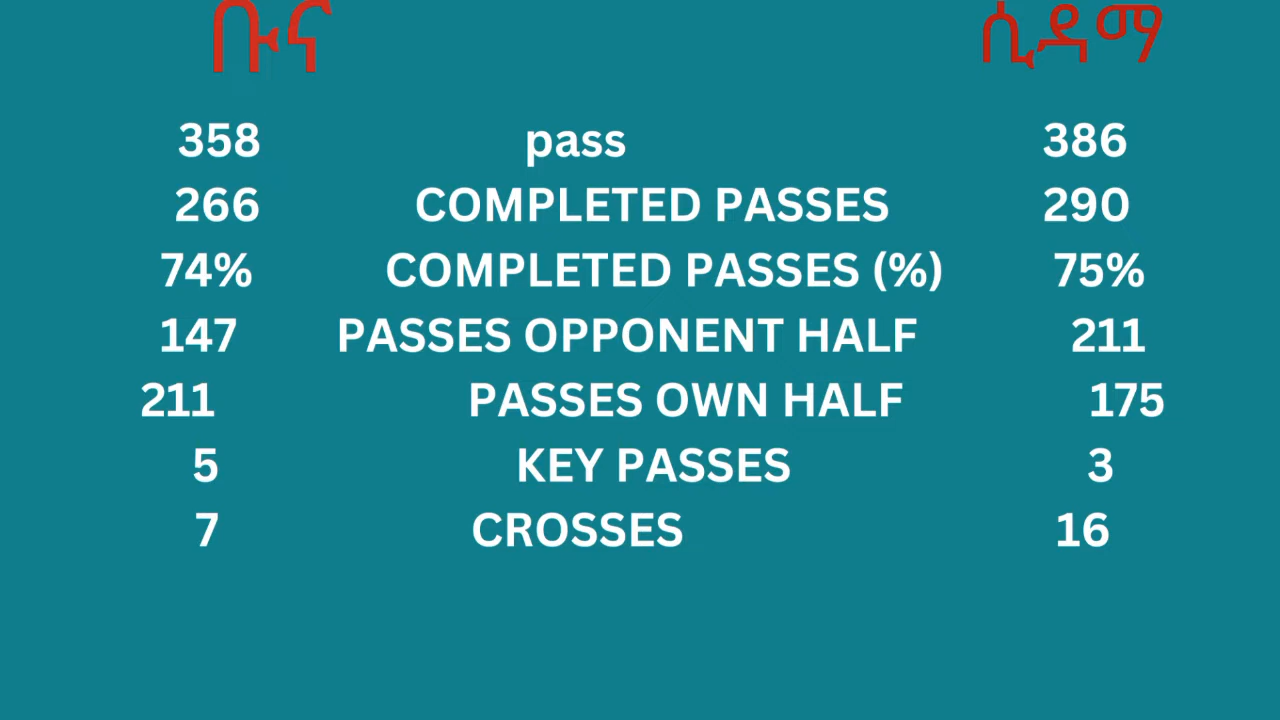 ቡና ሲዳማ
358 pass 386
266 COMPLETED PASSES 290
74% COMPLETED PASSES (%) 75%
147 PASSES OPPONENT HALF 211
211 PASSES OWN HALF 175
5 KEY PASSES 3
7 CROSSES 16